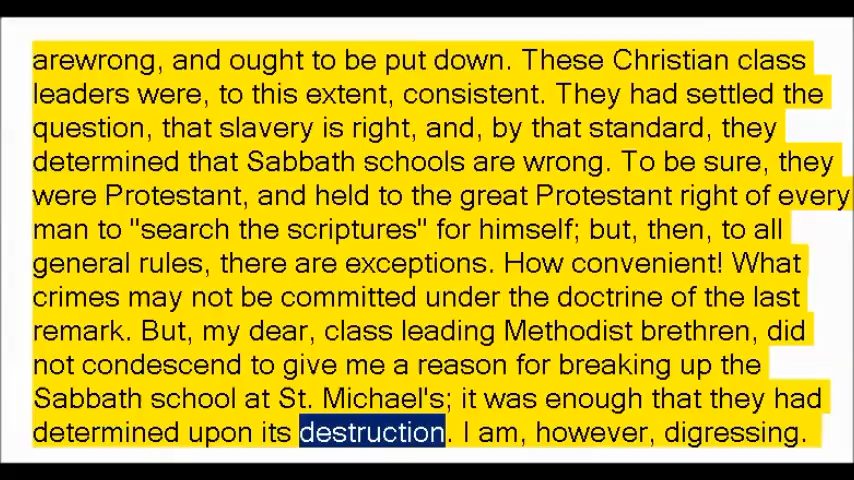 arewrong, and ought to be put down. These Christian class
leaders were, to this extent, consistent. They had settled the
question, that slavery is right, and, by that standard, they
determined that Sabbath schools are wrong. To be sure, they
were Protestant, and held to the great Protestant right of every
man to "search the scriptures" for himself; but, then, to all
general rules, there are exceptions. How convenient! What
crimes may not be committed under the doctrine of the last
remark. But, my dear, class leading Methodist brethren, did
not condescend to give me a reason for breaking up the
Sabbath school at St. Michael's; it was enough that they had
determined upon its destruction. I am, however, digressing.